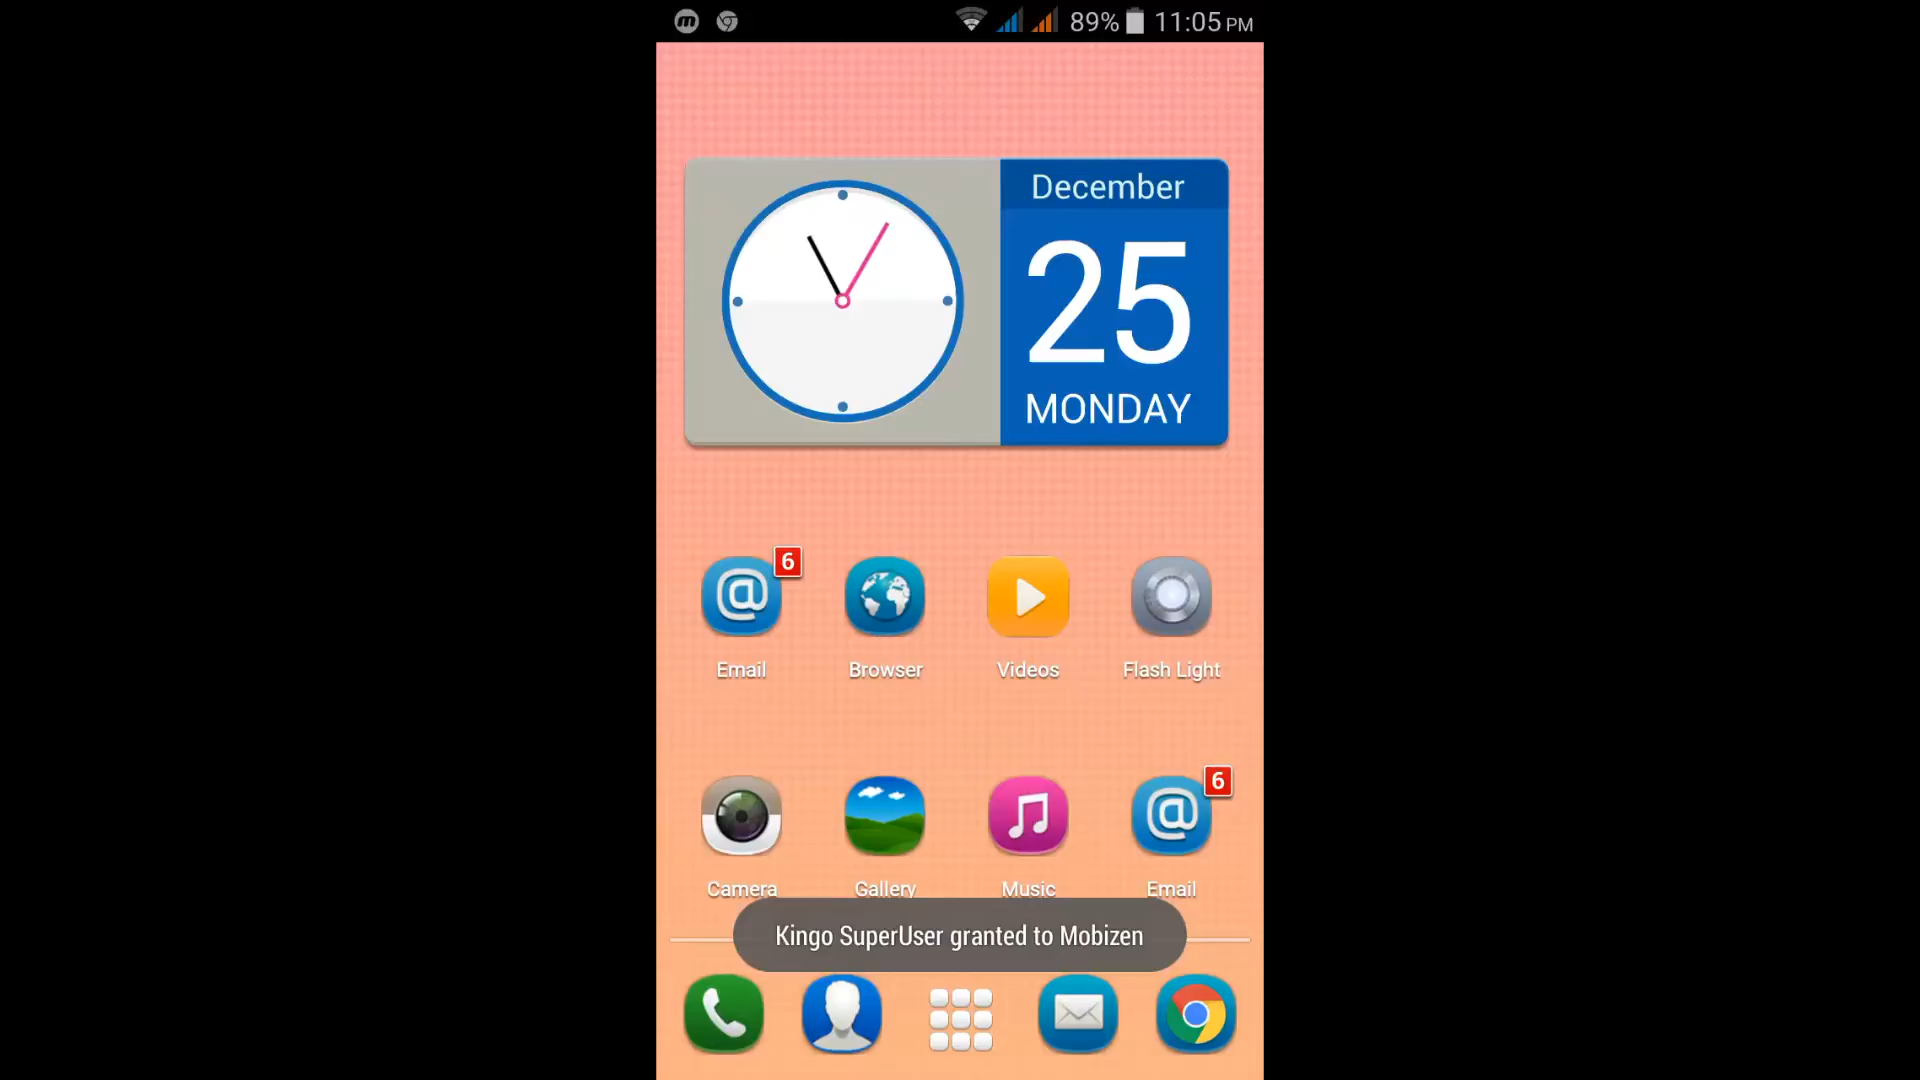 89% 11:05 PM
December
25
MONDAY
6
Email
Browser
Videos
Flash Light
6
Camera
Gallery
Music
Email
Kingo SuperUser granted to Mobizen